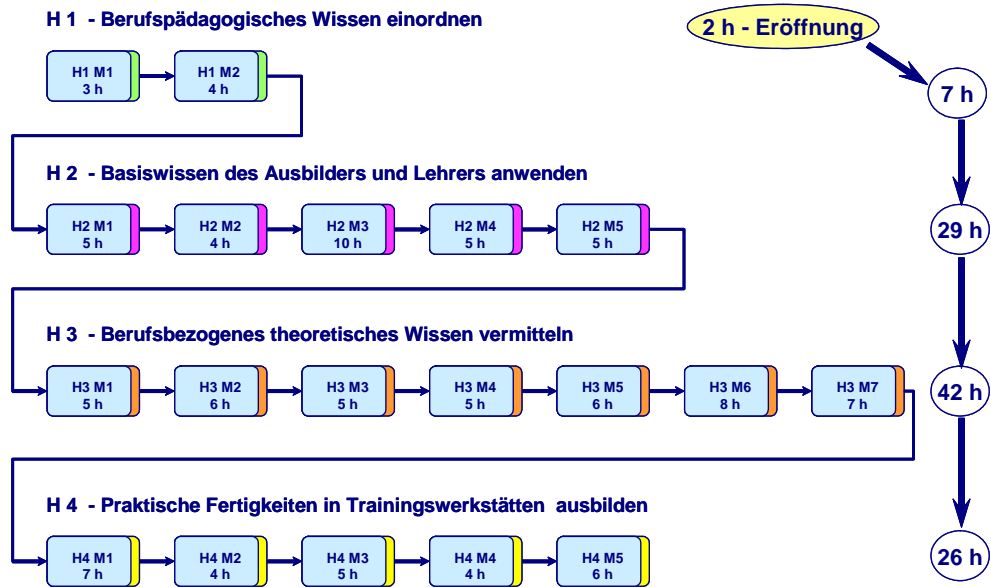 H 1 - Berufspädagogisches Wissen einordnen
2 h - Eröffnung
H1 M1
3 h
H1 M2
4 h
7 h
H 2 - Basiswissen des Ausbilders und Lehrers anwenden
H2 M1
5 h
H2 M2
4 h
H2 M3
10 h
H2 M4
5 h
H2 M5
5 h
29 h
H 3 - Berufsbezogenes theoretisches Wissen vermitteln
H3 M1
5 h
H3 M2
6 h
H3 M3
5 h
H3 M4
5 h
H3 M5
6 h
H3 M6
8 h
H3 M7
7 h
42 h
H 4 - Praktische Fertigkeiten in Trainingswerkstätten ausbilden
H4 M1
7 h
H4 M2
4 h
H4 M3
5 h
H4 M4
4 h
H4 M5
6 h
26 h